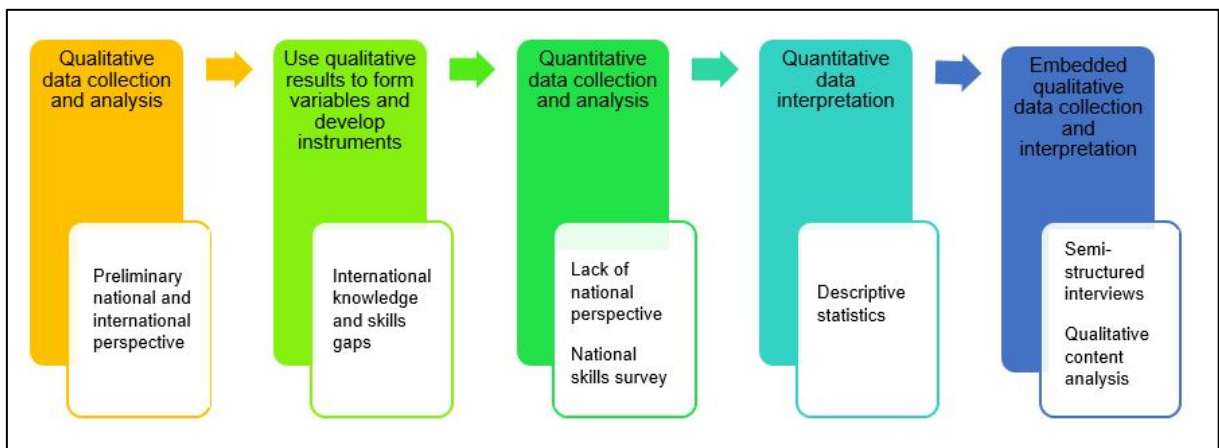 Qualitative
data collection
and analysis
Preliminary
national and
international
perspective
Use qualitative
results to form
variables and
develop
instruments
International
knowledge
and skills
gaps
Quantitative
data collection
and analysis
Lack of
national
perspective
National
skills survey
Quantitative
data
interpretation
Descriptive
statistics
Embedded
qualitative
data collection
and
interpretation
Semi-
structured
interviews
Qualitative
content
analysis